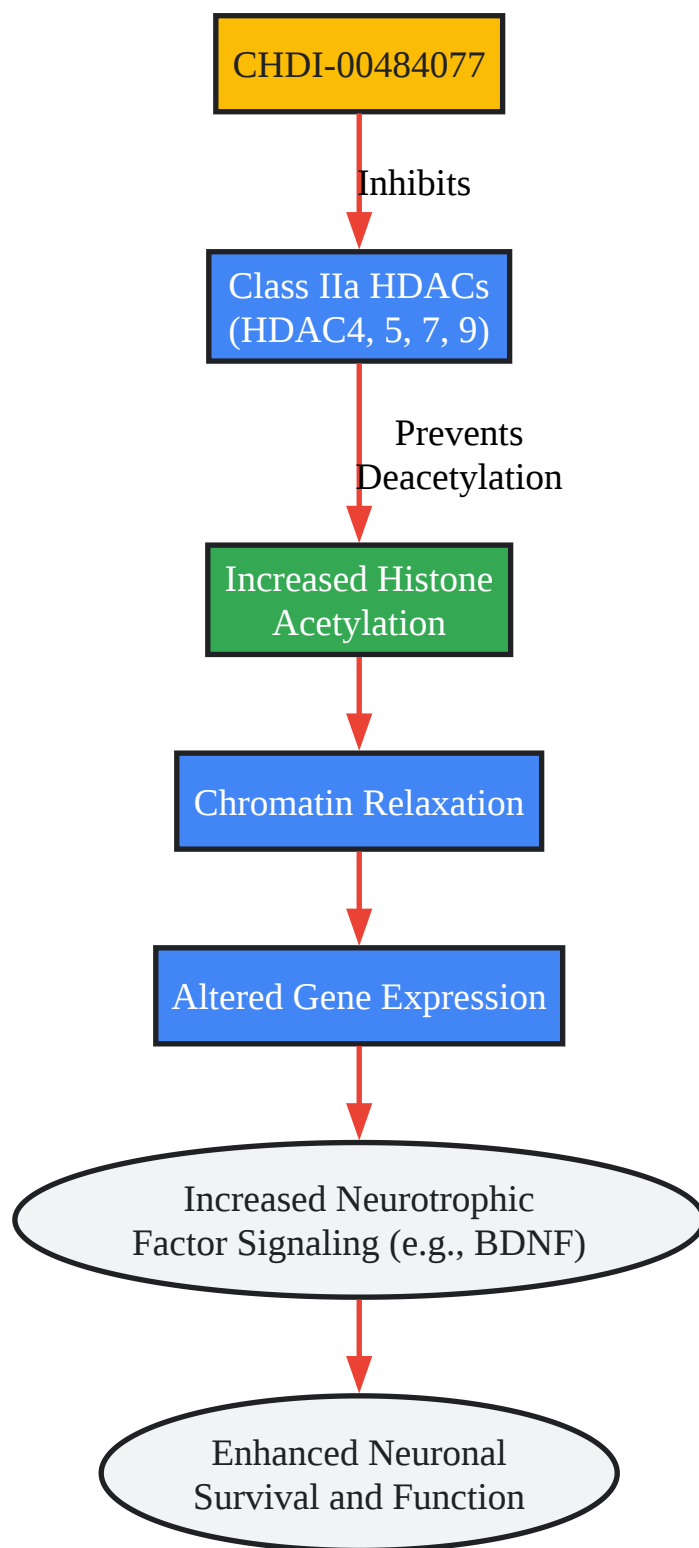 CHDI-00484077
Inhibits
Class IIa HDACs
(HDAC4, 5, 7, 9)
Prevents
Deacetylation
Increased Histone
Acetylation
Chromatin Relaxation
Altered Gene Expression
Increased Neurotrophic
Factor Signaling (e.g., BDNF)
Enhanced Neuronal
Survival and Function